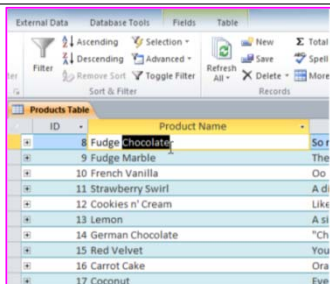 External Data Database Tools Fields Table
Ascending Selection New Σ Total
Descending Advanced Save Spell
Filter Remove Sort Toggle Filter Refresh All Delete More
Sort & Filter Records
Products Table
ID Product Name
8 Fudge Chocolate So r
9 Fudge Marble The
10 French Vanilla Oo
11 Strawberry Swirl A di
12 Cookies n' Cream Like
13 Lemon A si
14 German Chocolate "Ch
15 Red Velvet You
16 Carrot Cake Ora
17 Coconut Eve